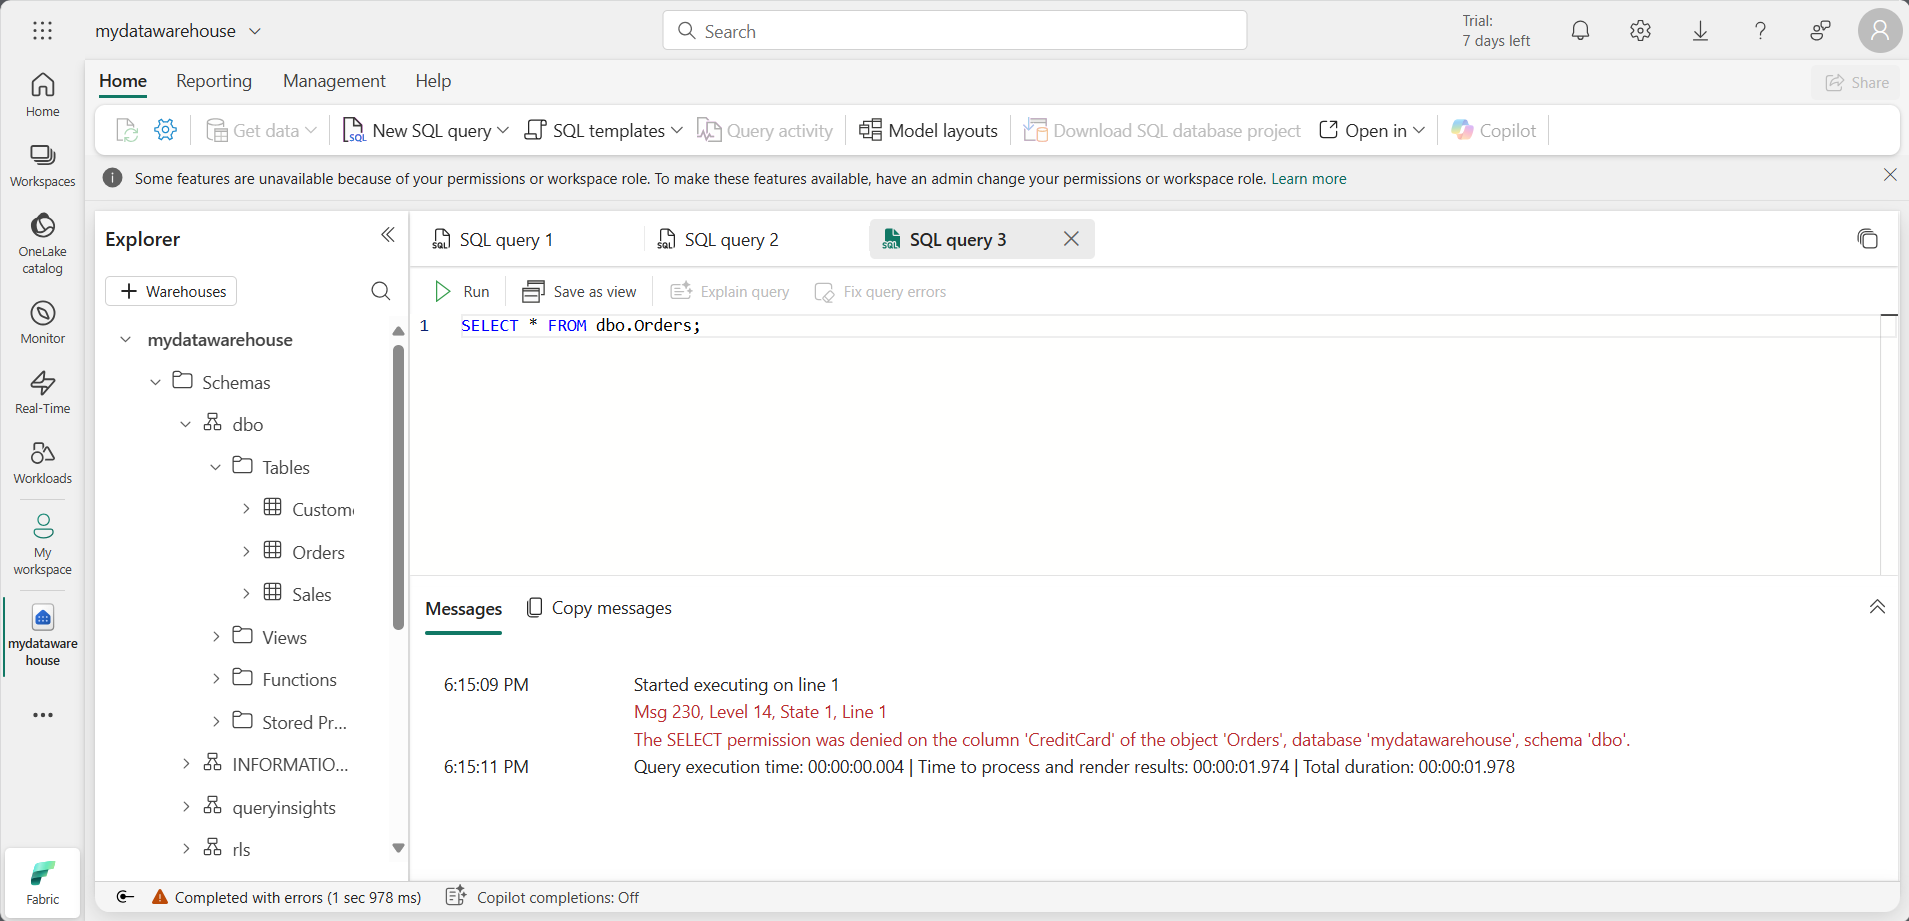 mydatawarehouse
Search
Trial:
7 days left
Home
Reporting
Management
Help
Share
Get data
New SQL query
SQL templates
Query activity
Model layouts
Download SQL database project
Open in
Copilot
Some features are unavailable because of your permissions or workspace role. To make these features available, have an admin change your permissions or workspace role. Learn more
Home
Workspaces
OneLake
catalog
Monitor
Real-Time
Workloads
My
workspace
mydataware
house
Fabric
Explorer
Warehouses
mydatawarehouse
Schemas
dbo
Tables
Custome
Orders
Sales
Views
Functions
Stored Pr...
INFORMATIO...
queryinsights
rls
SQL query 1
SQL query 2
SQL query 3
Run
Save as view
Explain query
Fix query errors
1 SELECT * FROM dbo.Orders;
Messages
Copy messages
6:15:09 PM Started executing on line 1
Msg 230, Level 14, State 1, Line 1
The SELECT permission was denied on the column 'CreditCard' of the object 'Orders', database 'mydatawarehouse', schema 'dbo'.
6:15:11 PM Query execution time: 00:00:00.004 | Time to process and render results: 00:00:01.974 | Total duration: 00:00:01.978
Completed with errors (1 sec 978 ms)
Copilot completions: Off